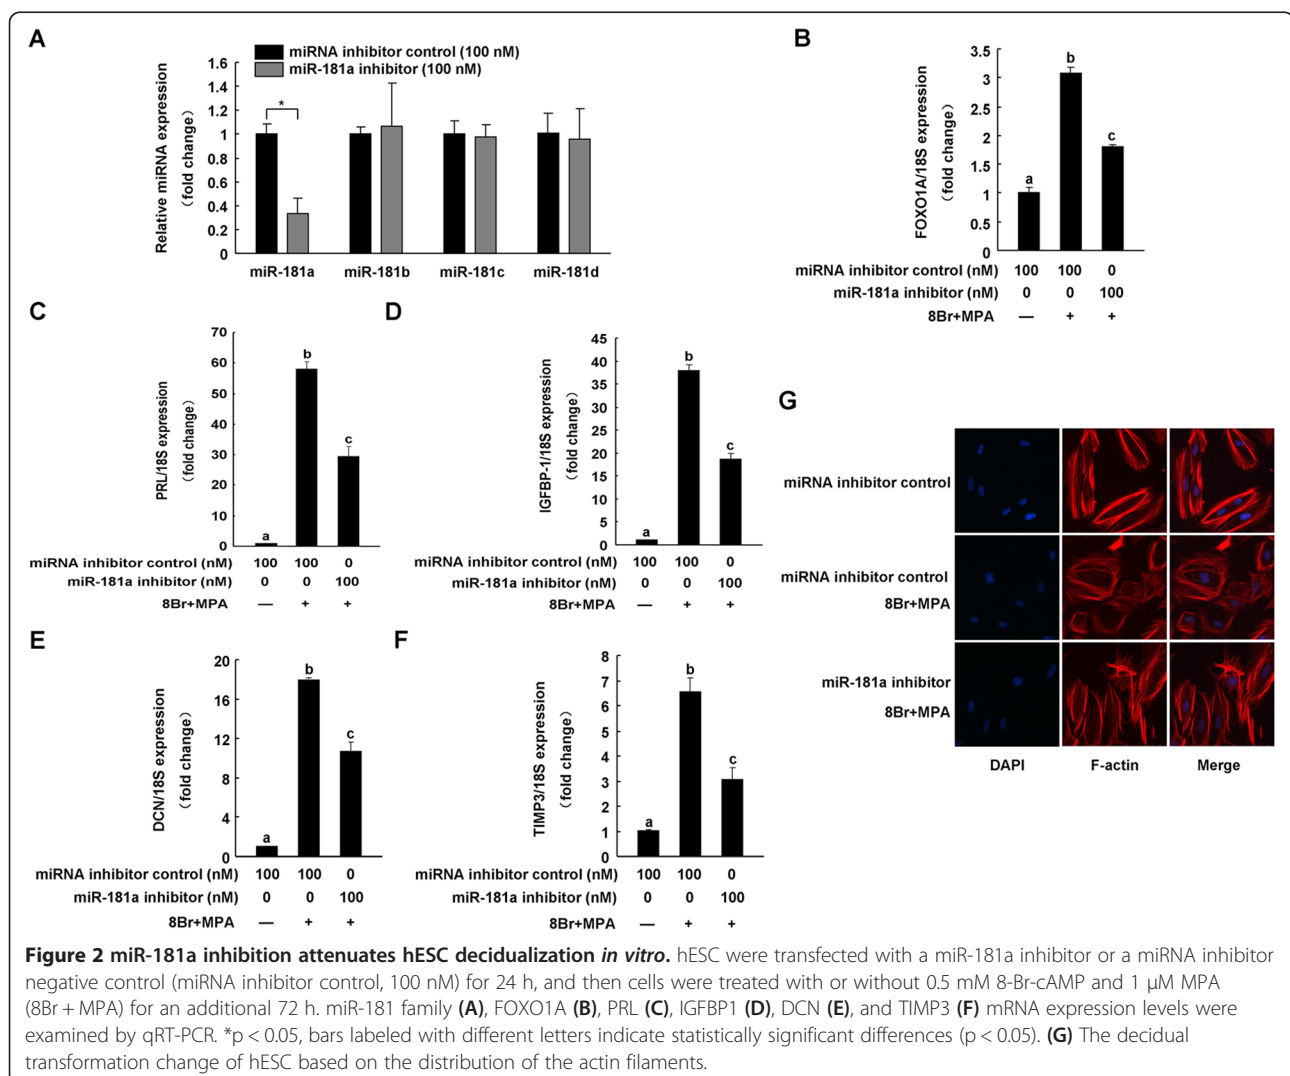 A
miRNA inhibitor control (100 nM)
miR-181a inhibitor (100 nM)
Relative miRNA expression
(fold change)
1.6
1.4
1.2
1
0.8
0.6
0.4
0.2
0
*
miR-181a miR-181b miR-181c miR-181d
B
FOXO1A/18S expression
(fold change)
3.5
3
2.5
2
1.5
1
0.5
0
a b c
miRNA inhibitor control (nM) 100 100 0
miR-181a inhibitor (nM) 0 0 100
8Br+MPA — + +
C
PRL/18S expression
(fold change)
70
60
50
40
30
20
10
0
a b c
miRNA inhibitor control (nM) 100 100 0
miR-181a inhibitor (nM) 0 0 100
8Br+MPA — + +
D
IGFBP-1/18S expression
(fold change)
45
40
35
30
25
20
15
10
5
0
a b c
miRNA inhibitor control (nM) 100 100 0
miR-181a inhibitor (nM) 0 0 100
8Br+MPA — + +
E
DCN/18S expression
(fold change)
20
16
12
8
4
0
a b c
miRNA inhibitor control (nM) 100 100 0
miR-181a inhibitor (nM) 0 0 100
8Br+MPA — + +
F
TIMP3/18S expression
(fold change)
8
7
6
5
4
3
2
1
0
a b c
miRNA inhibitor control (nM) 100 100 0
miR-181a inhibitor (nM) 0 0 100
8Br+MPA — + +
G
miRNA inhibitor control
miRNA inhibitor control
8Br+MPA
miR-181a inhibitor
8Br+MPA
DAPI F-actin Merge
Figure 2 miR-181a inhibition attenuates hESC decidualization in vitro. hESC were transfected with a miR-181a inhibitor or a miRNA inhibitor
negative control (miRNA inhibitor control, 100 nM) for 24 h, and then cells were treated with or without 0.5 mM 8-Br-cAMP and 1 μM MPA
(8Br + MPA) for an additional 72 h. miR-181 family (A), FOXO1A (B), PRL (C), IGFBP1 (D), DCN (E), and TIMP3 (F) mRNA expression levels were
examined by qRT-PCR. *p < 0.05, bars labeled with different letters indicate statistically significant differences (p < 0.05). (G) The decidual
transformation change of hESC based on the distribution of the actin filaments.